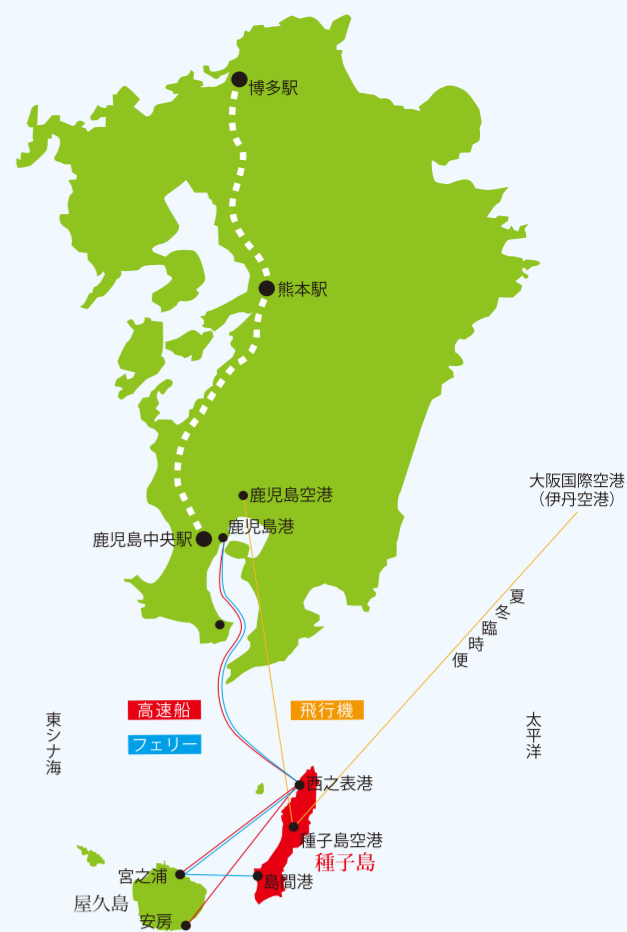 博多駅
熊本駅
大阪国際空港
（伊丹空港）
鹿児島空港
鹿児島港
鹿児島中央駅
夏冬臨時便
高速船
飛行機
フェリー
東シナ海
太平洋
西之表港
種子島空港
種子島
宮之浦
島間港
屋久島
安房